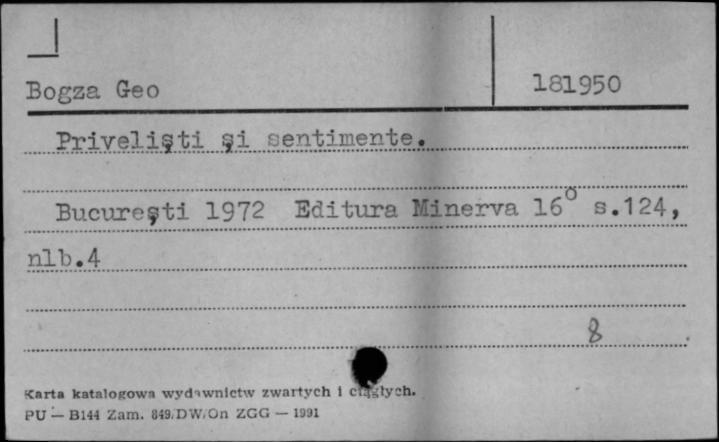 Bogza Geo 181950
Priveliști și sentimente.
București 1972 Editura Minerva 16° s.124,
nlb.4
8
Karta katalogowa wydawnictw zwartych i ciągłych.
PU — B144 Zam. 849/DW/On ZGG — 1991